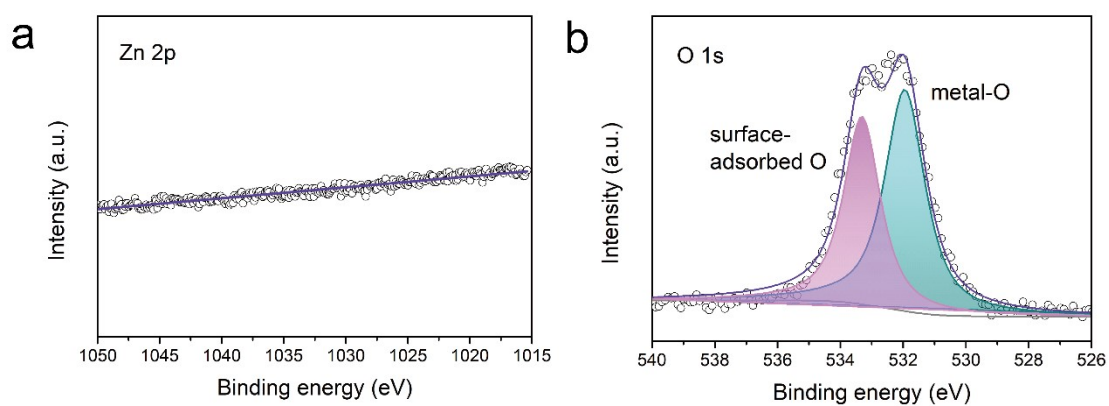 a
Zn 2p
Intensity (a.u.)
1050 1045 1040 1035 1030 1025 1020 1015
Binding energy (eV)
b
O 1s
metal-O
surface-
adsorbed O
Intensity (a.u.)
540 538 536 534 532 530 528 526
Binding energy (eV)